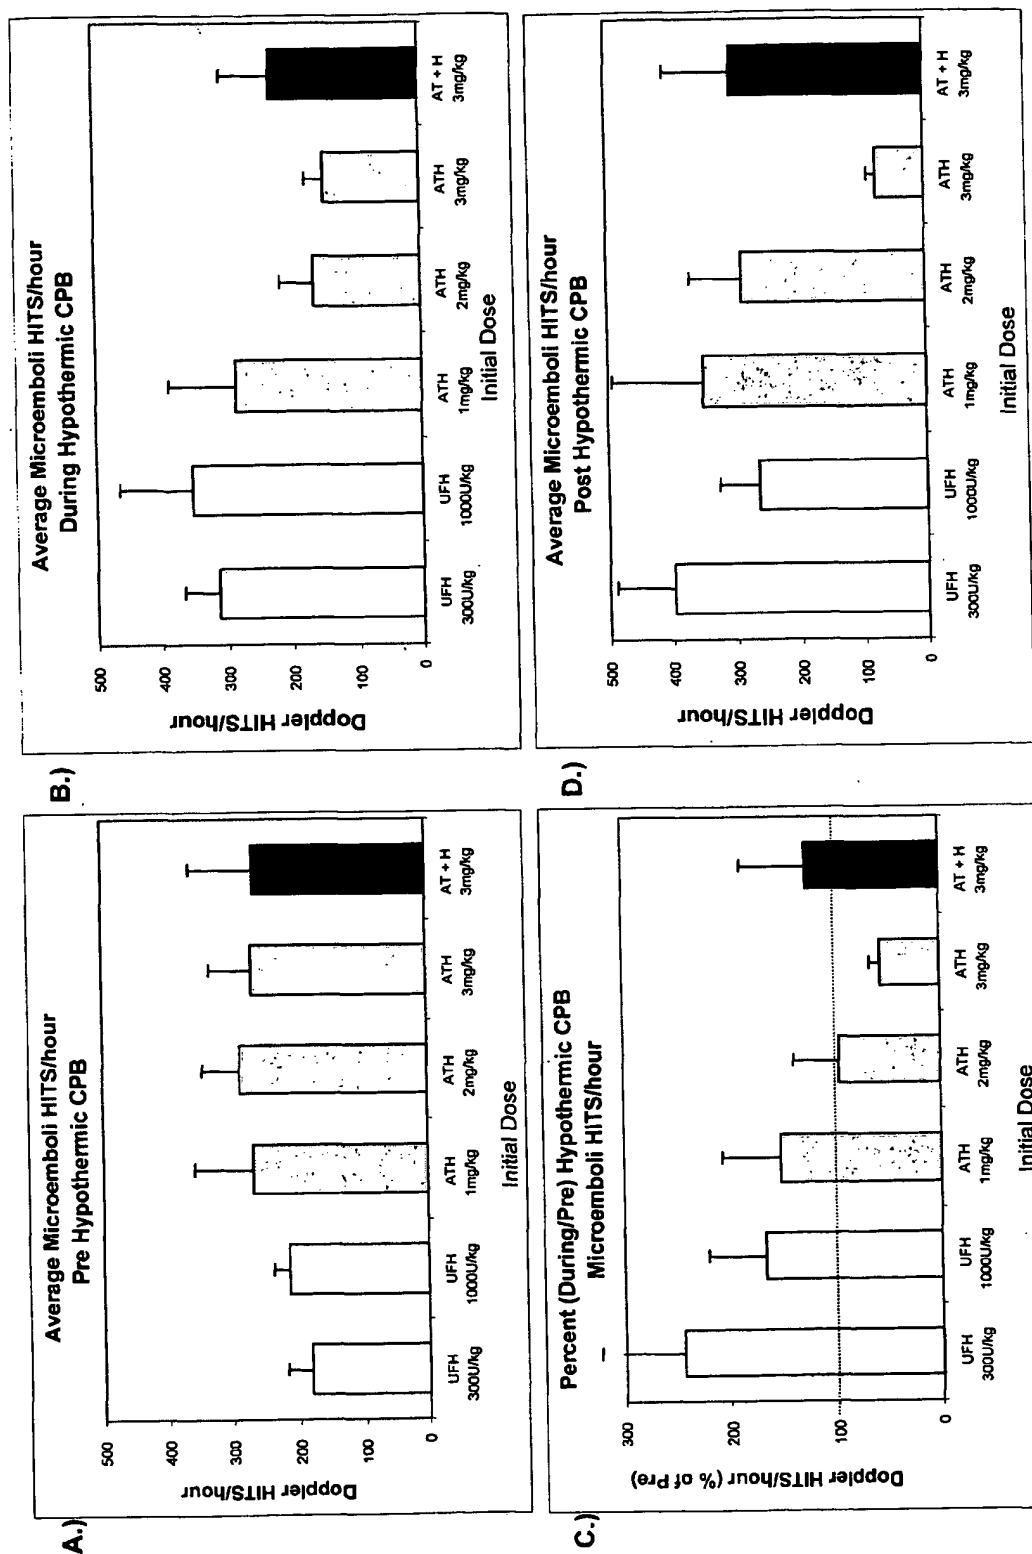 A.)
Average Microemboli HITS/hour
Pre Hypothermic CPB
Doppler HITS/hour
500
400
300
200
100
0
UFH
300U/kg
UFH
1000U/kg
ATH
1mg/kg
ATH
2mg/kg
ATH
3mg/kg
AT + H
3mg/kg
Initial Dose
B.)
Average Microemboli HITS/hour
During Hypothermic CPB
Doppler HITS/hour
500
400
300
200
100
0
UFH
300U/kg
UFH
1000U/kg
ATH
1mg/kg
ATH
2mg/kg
ATH
3mg/kg
AT + H
3mg/kg
Initial Dose
C.)
Percent (During/Pre) Hypothermic CPB
Microemboli HITS/hour
Doppler HITS/hour (% of Pre)
300
200
100
0
UFH
300U/kg
UFH
1000U/kg
ATH
1mg/kg
ATH
2mg/kg
ATH
3mg/kg
AT + H
3mg/kg
Initial Dose
D.)
Average Microemboli HITS/hour
Post Hypothermic CPB
Doppler HITS/hour
500
400
300
200
100
0
UFH
300U/kg
UFH
1000U/kg
ATH
1mg/kg
ATH
2mg/kg
ATH
3mg/kg
AT + H
3mg/kg
Initial Dose